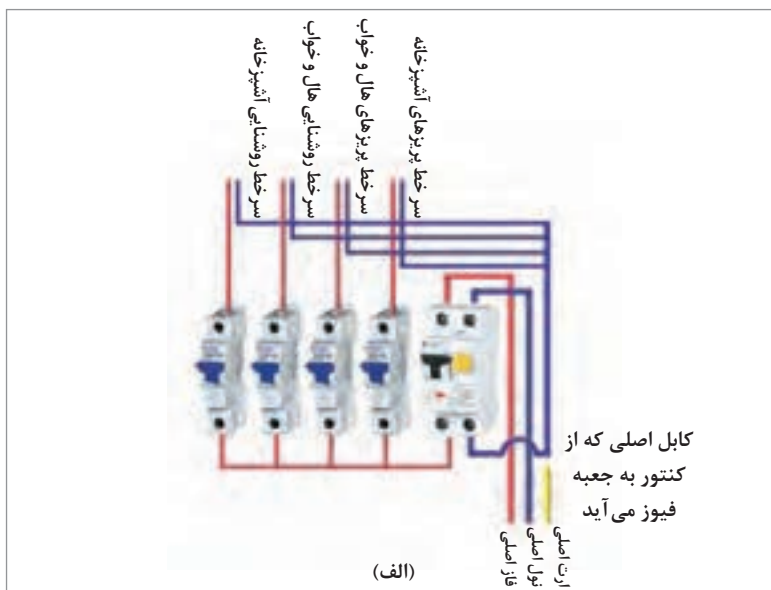 سرخط پریزهای آشپزخانه
سرخط پریزهای هال و خواب
سرخط روشنایی هال و خواب
سرخط روشنایی آشپزخانه
کابل اصلی که از
کنتور به جعبه
فیوز می‌آید
ارت اصلی
نول اصلی
فاز اصلی
(الف)